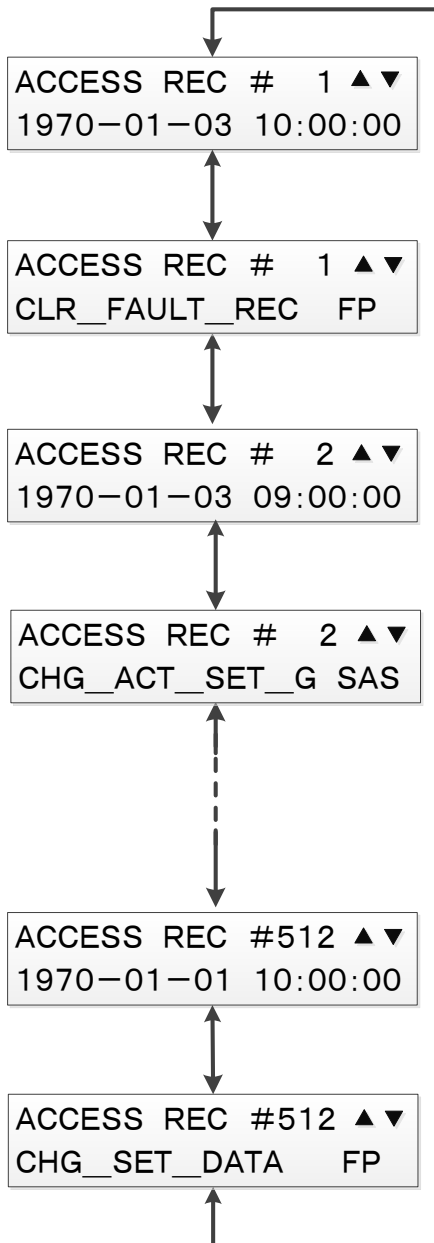 ACCESS REC # 1 ▲ ▼
1970-01-03 10:00:00
ACCESS REC # 1 ▲ ▼
CLR_FAULT_REC FP
ACCESS REC # 2 ▲ ▼
1970-01-03 09:00:00
ACCESS REC # 2 ▲ ▼
CHG_ACT_SET_G SAS
ACCESS REC #512 ▲ ▼
1970-01-01 10:00:00
ACCESS REC #512 ▲ ▼
CHG_SET_DATA FP